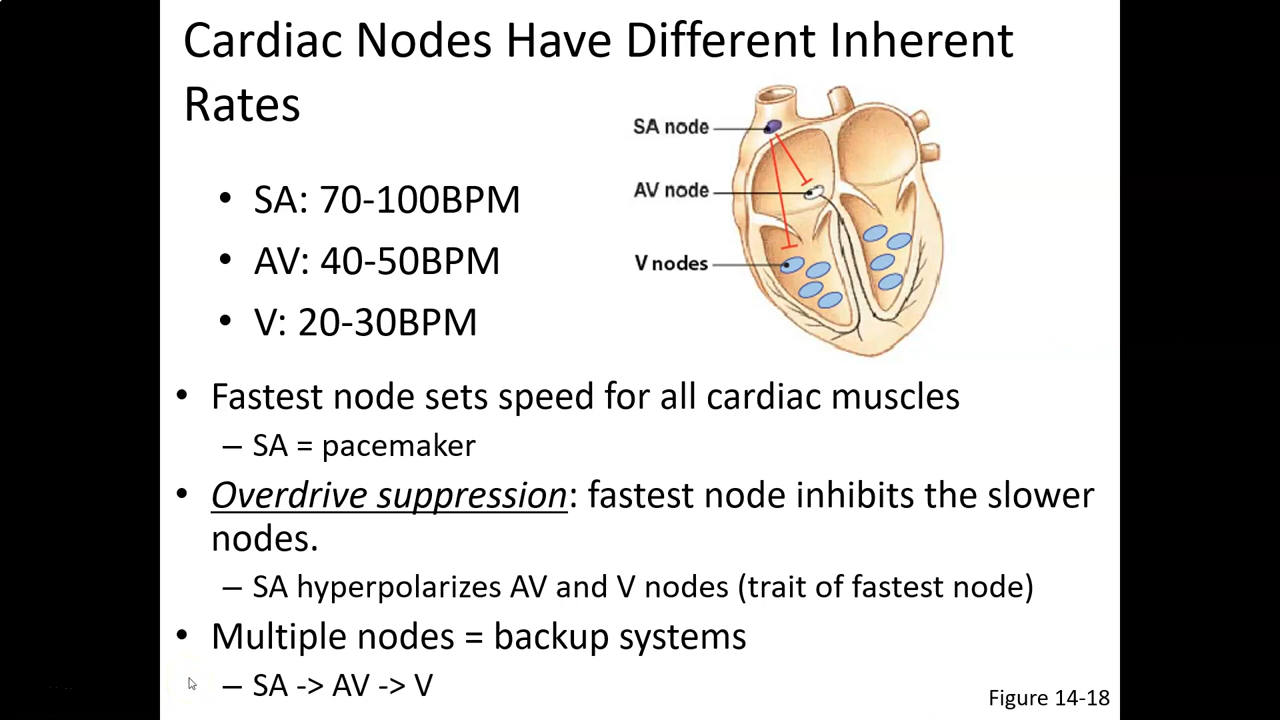 Cardiac Nodes Have Different Inherent
Rates
SA node
AV node
V nodes
• SA: 70-100BPM
• AV: 40-50BPM
• V: 20-30BPM
• Fastest node sets speed for all cardiac muscles
– SA = pacemaker
• Overdrive suppression: fastest node inhibits the slower
nodes.
– SA hyperpolarizes AV and V nodes (trait of fastest node)
• Multiple nodes = backup systems
– SA -> AV -> V
Figure 14-18